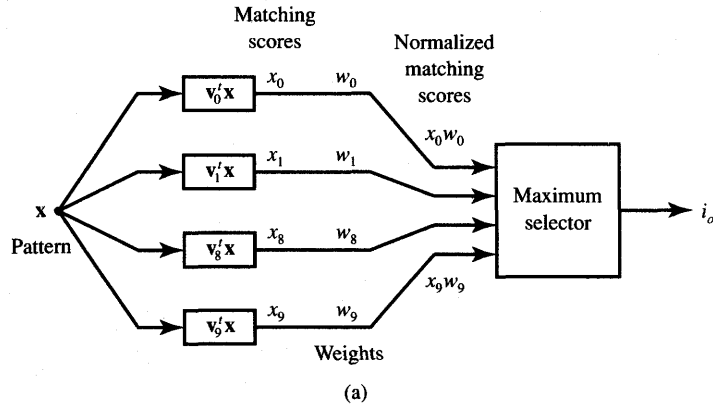 Matching
scores
Normalized
matching
scores
v₀ᵗx
x₀
w₀
x₀w₀
v₁ᵗx
x₁
w₁
x
Pattern
Maximum
selector
iₒ
v₈ᵗx
x₈
w₈
x₉w₉
v₉ᵗx
x₉
w₉
Weights
(a)